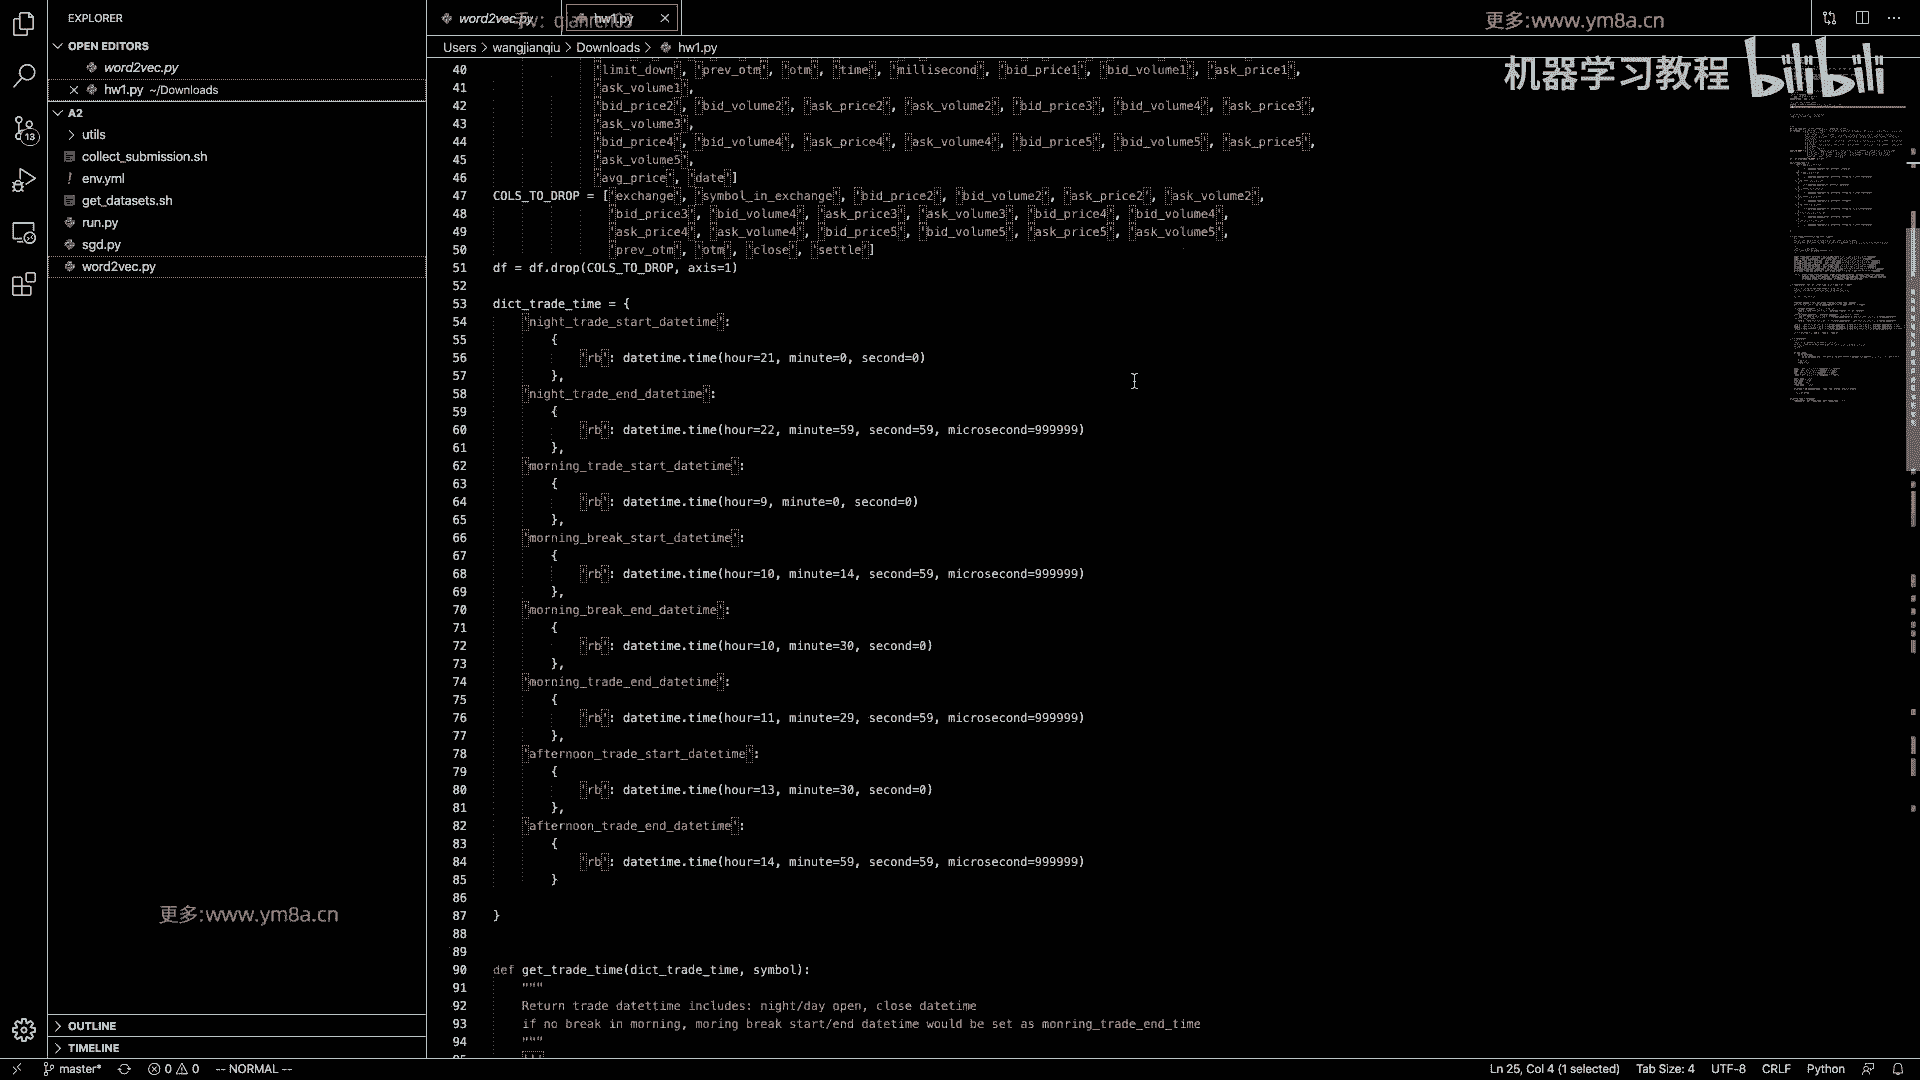 EXPLORER
OPEN EDITORS
word2vec.py
hw1.py ~/Downloads
A2
utils
collect_submission.sh
env.yml
get_datasets.sh
run.py
sgd.py
word2vec.py
更多:www.ym8a.cn
OUTLINE
TIMELINE
13
word2vec.py
hw1.py
更多:www.ym8a.cn
机器学习教程 bilibili
Users > wangjianqiu > Downloads > hw1.py
40 'limit_down', 'prev_otm', 'otm', 'time', 'millisecond', 'bid_price1', 'bid_volume1', 'ask_price1',
41 'ask_volume1',
42 'bid_price2', 'bid_volume2', 'ask_price2', 'ask_volume2', 'bid_price3', 'bid_volume4', 'ask_price3',
43 'ask_volume3',
44 'bid_price4', 'bid_volume4', 'ask_price4', 'ask_volume4', 'bid_price5', 'bid_volume5', 'ask_price5',
45 'ask_volume5',
46 'avg_price', 'date']
47 COLS_TO_DROP = ['exchange', 'symbol_in_exchange', 'bid_price2', 'bid_volume2', 'ask_price2', 'ask_volume2',
48 'bid_price3', 'bid_volume4', 'ask_price3', 'ask_volume3', 'bid_price4', 'bid_volume4',
49 'ask_price4', 'ask_volume4', 'bid_price5', 'bid_volume5', 'ask_price5', 'ask_volume5',
50 'prev_otm', 'otm', 'close', 'settle']
51 df = df.drop(COLS_TO_DROP, axis=1)
52
53 dict_trade_time = {
54 'night_trade_start_datetime':
55 {
56 'rb': datetime.time(hour=21, minute=0, second=0)
57 },
58 'night_trade_end_datetime':
59 {
60 'rb': datetime.time(hour=22, minute=59, second=59, microsecond=999999)
61 },
62 'morning_trade_start_datetime':
63 {
64 'rb': datetime.time(hour=9, minute=0, second=0)
65 },
66 'morning_break_start_datetime':
67 {
68 'rb': datetime.time(hour=10, minute=14, second=59, microsecond=999999)
69 },
70 'morning_break_end_datetime':
71 {
72 'rb': datetime.time(hour=10, minute=30, second=0)
73 },
74 'morning_trade_end_datetime':
75 {
76 'rb': datetime.time(hour=11, minute=29, second=59, microsecond=999999)
77 },
78 'afternoon_trade_start_datetime':
79 {
80 'rb': datetime.time(hour=13, minute=30, second=0)
81 },
82 'afternoon_trade_end_datetime':
83 {
84 'rb': datetime.time(hour=14, minute=59, second=59, microsecond=999999)
85 }
86
87 }
88
89
90 def get_trade_time(dict_trade_time, symbol):
91 """
92 Return trade datettime includes: night/day open, close datetime
93 if no break in morning, moring break start/end datetime would be set as monring_trade_end_time
94 """
master*
0 0
-- NORMAL --
Ln 25, Col 4 (1 selected)
Tab Size: 4
UTF-8
CRLF
Python